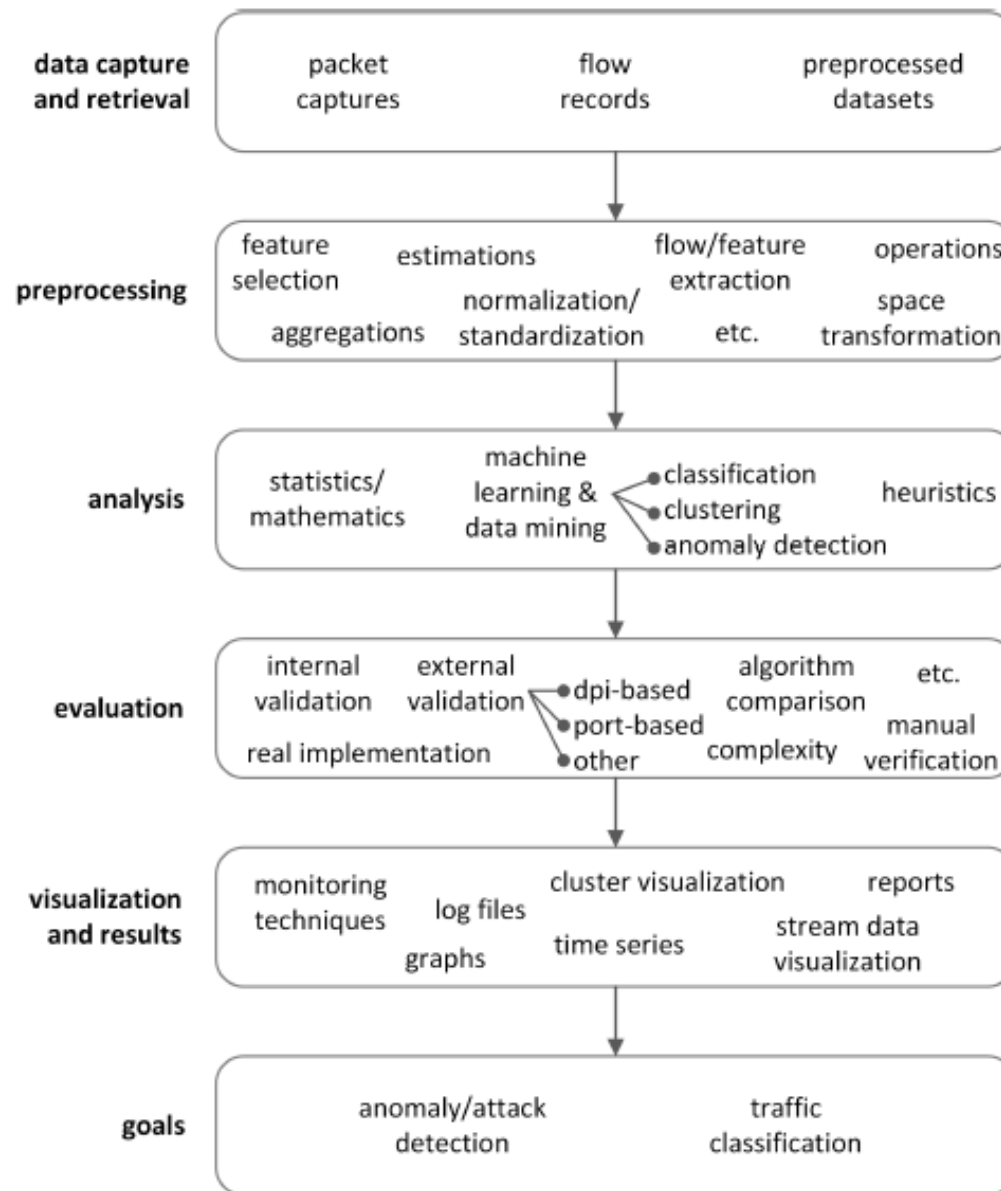 data capture
and retrieval
packet
captures
flow
records
preprocessed
datasets
preprocessing
feature
selection
estimations
flow/feature
extraction
operations
aggregations
normalization/
standardization
etc.
space
transformation
analysis
statistics/
mathematics
machine
learning &
data mining
classification
clustering
anomaly detection
heuristics
evaluation
internal
validation
external
validation
dpi-based
port-based
other
algorithm
comparison
etc.
real implementation
complexity
manual
verification
visualization
and results
monitoring
techniques
log files
graphs
cluster visualization
time series
reports
stream data
visualization
goals
anomaly/attack
detection
traffic
classification